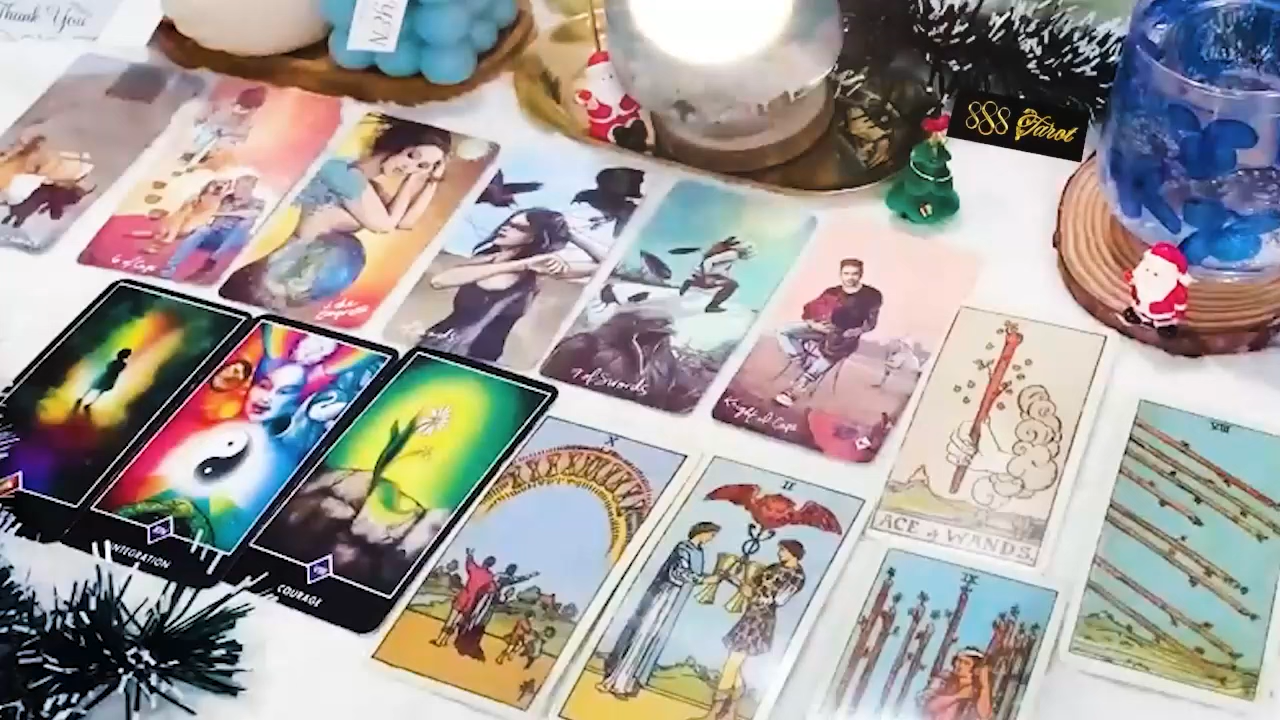 Thank You
888 Tarot
6 of Cups
3 the Empress
7 of Swords
Knight of Cups
INTEGRATION
COURAGE
X
II
ACE of WANDS.
IX
VIII